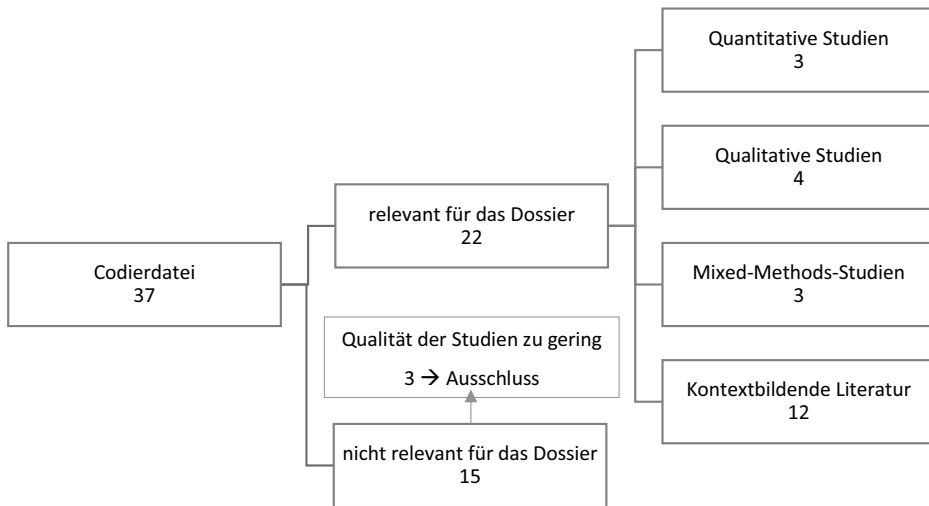 Codierdatei
37
relevant für das Dossier
22
Qualität der Studien zu gering
3 → Ausschluss
nicht relevant für das Dossier
15
Quantitative Studien
3
Qualitative Studien
4
Mixed-Methods-Studien
3
Kontextbildende Literatur
12